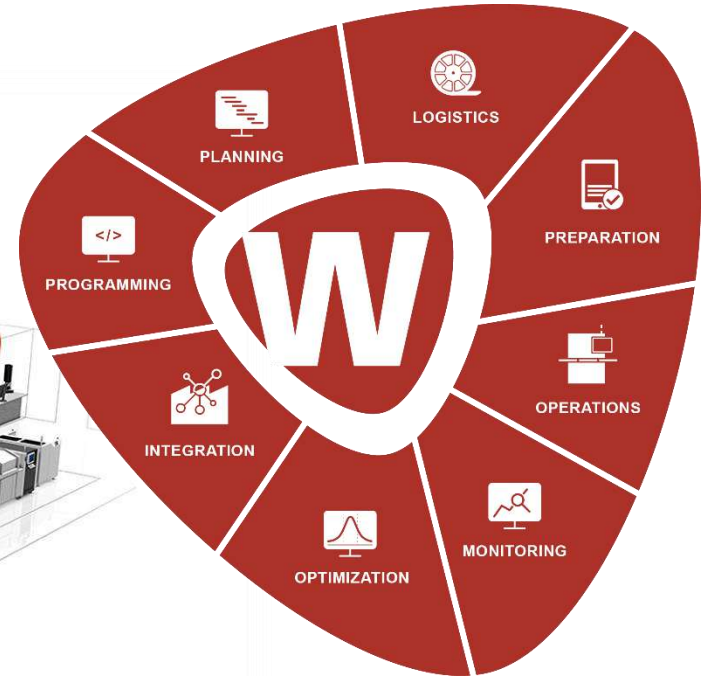 LOGISTICS
PLANNING
PREPARATION
</>
PROGRAMMING
W
OPERATIONS
INTEGRATION
MONITORING
OPTIMIZATION